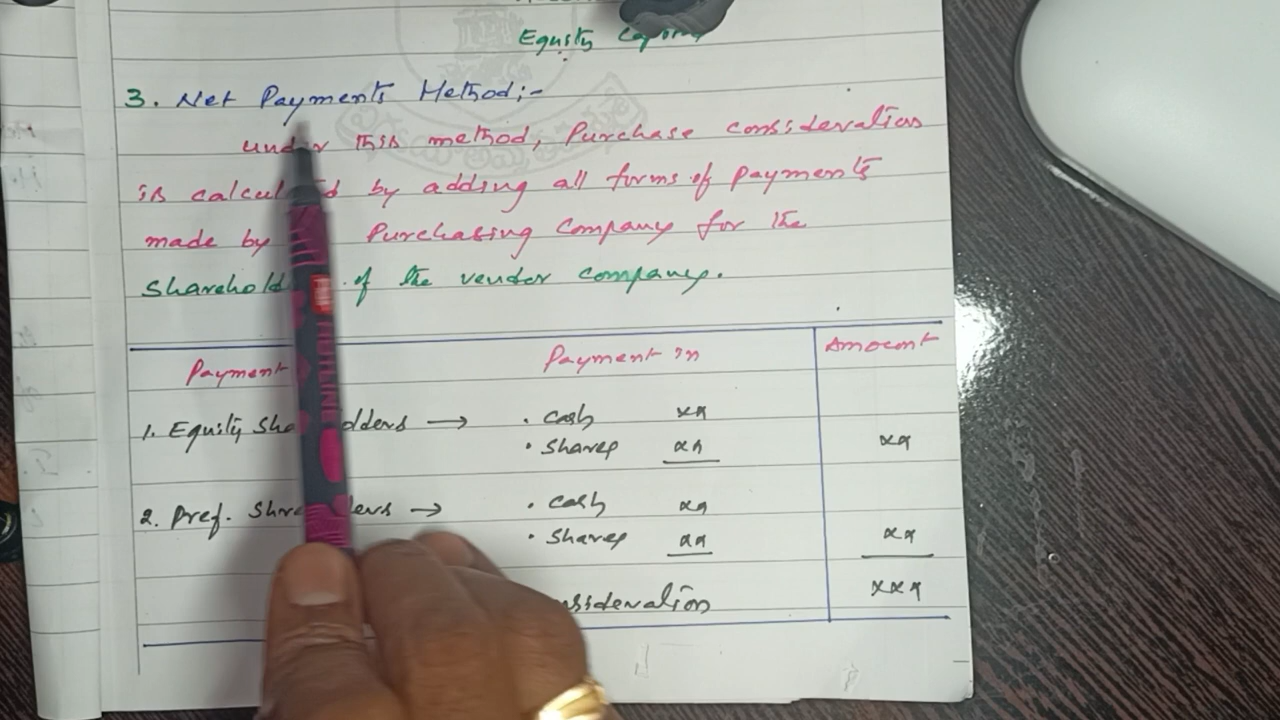 Equity
3. Net Payments Method:-
under this method, Purchase consideration
is by adding all forms of payments
made by Purchasing Company for the
of the vendor company.
Payment Payment in Amount
1. Equity → • Cash xx
• Shares xx xx
2. Pref. → • Cash xx
• Shares xx xx
xxx